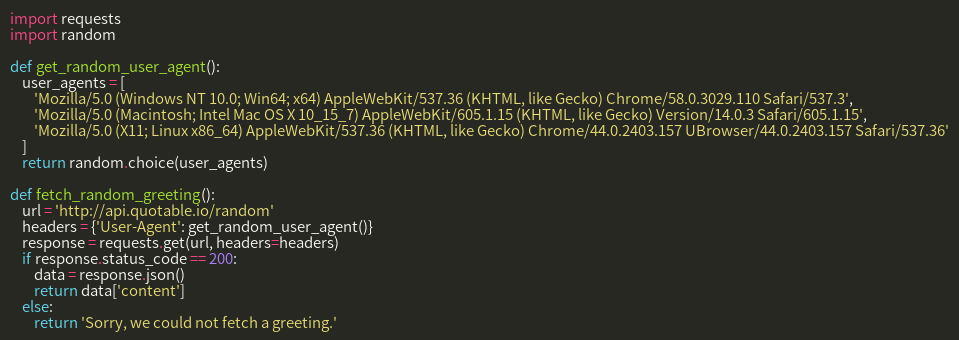 import requests
import random

def get_random_user_agent():
    user_agents = [
        'Mozilla/5.0 (Windows NT 10.0; Win64; x64) AppleWebKit/537.36 (KHTML, like Gecko) Chrome/58.0.3029.110 Safari/537.3',
        'Mozilla/5.0 (Macintosh; Intel Mac OS X 10_15_7) AppleWebKit/605.1.15 (KHTML, like Gecko) Version/14.0.3 Safari/605.1.15',
        'Mozilla/5.0 (X11; Linux x86_64) AppleWebKit/537.36 (KHTML, like Gecko) Chrome/44.0.2403.157 UBrowser/44.0.2403.157 Safari/537.36'
    ]
    return random.choice(user_agents)

def fetch_random_greeting():
    url = 'http://api.quotable.io/random'
    headers = {'User-Agent': get_random_user_agent()}
    response = requests.get(url, headers=headers)
    if response.status_code == 200:
        data = response.json()
        return data['content']
    else:
        return 'Sorry, we could not fetch a greeting.'